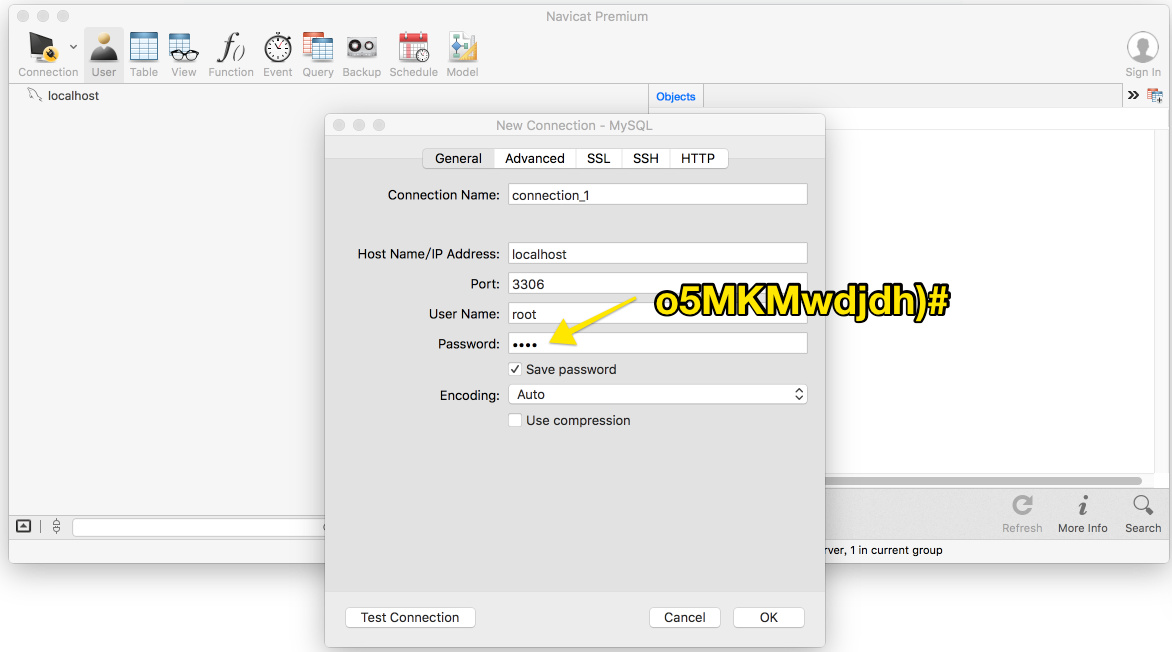 Navicat Premium
Connection User Table View Function Event Query Backup Schedule Model Sign In
localhost
Objects
New Connection - MySQL
General Advanced SSL SSH HTTP
Connection Name: connection_1
Host Name/IP Address: localhost
Port: 3306
o5MKMwdjdh)#
User Name: root
Password: ••••
Save password
Encoding: Auto
Use compression
Refresh More Info Search
rver, 1 in current group
Test Connection Cancel OK